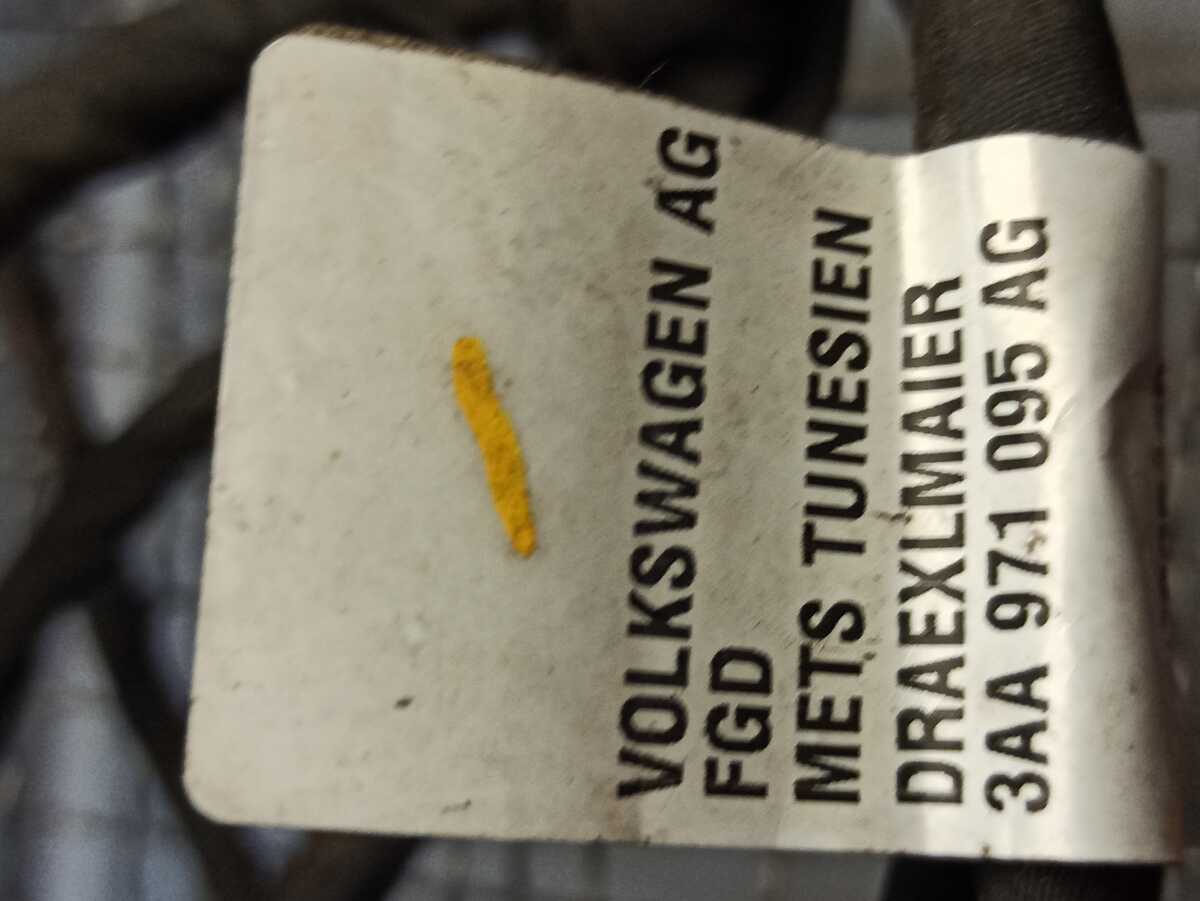 VOLKSWAGEN AG
FGD
METS TUNESIEN
DRAEXLMAIER
3AA 971 095 AG